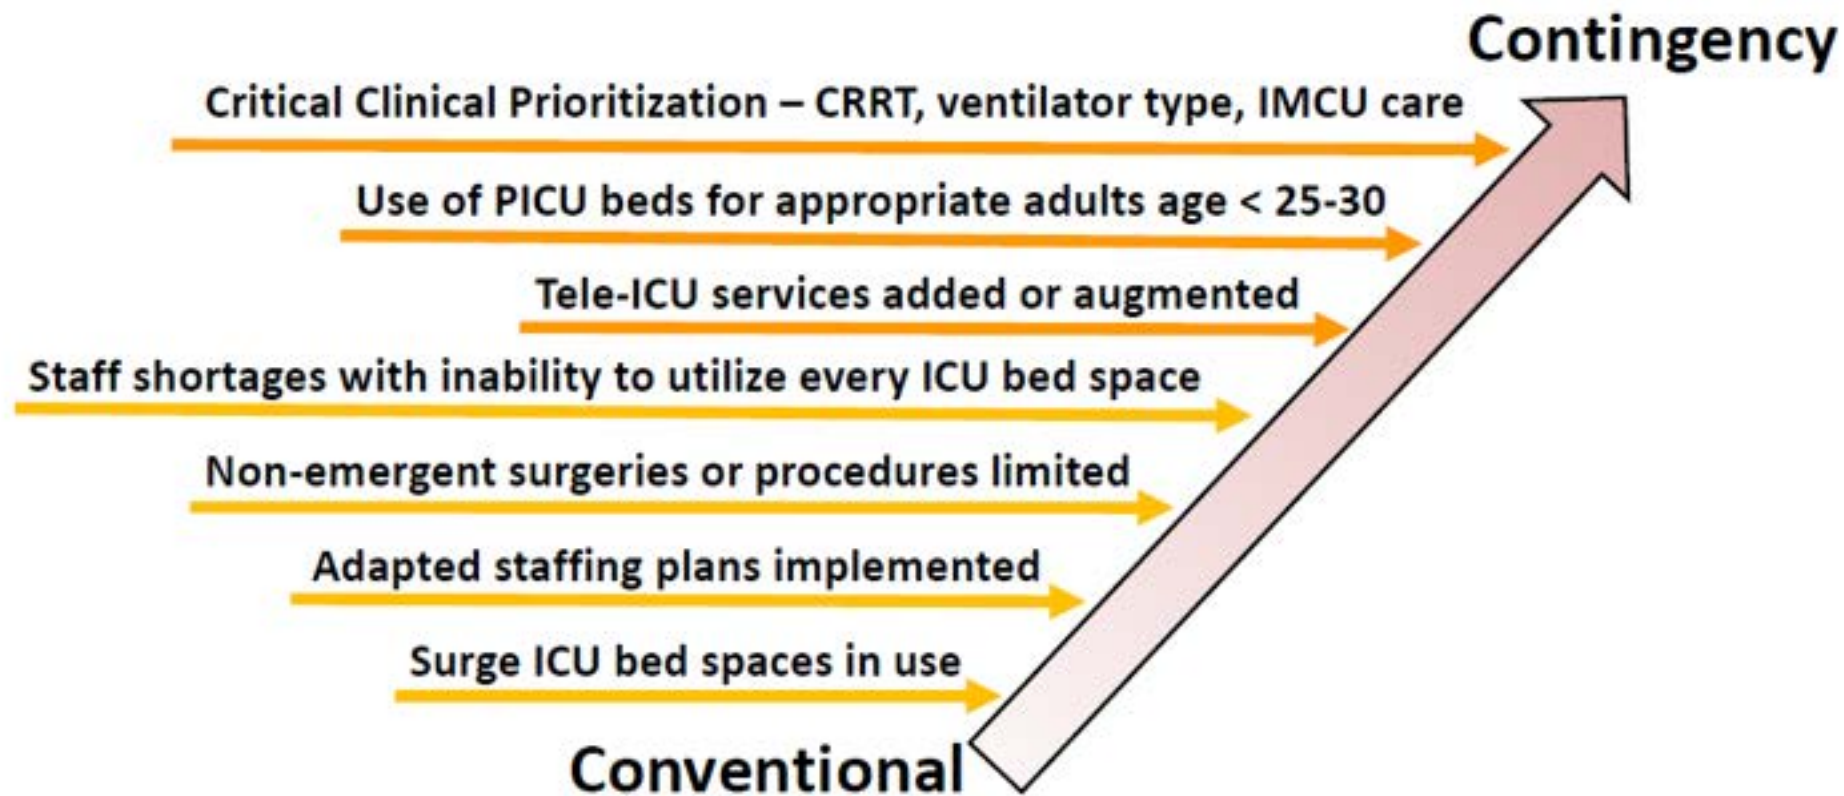 Contingency
Critical Clinical Prioritization – CRRT, ventilator type, IMCU care
Use of PICU beds for appropriate adults age < 25-30
Tele-ICU services added or augmented
Staff shortages with inability to utilize every ICU bed space
Non-emergent surgeries or procedures limited
Adapted staffing plans implemented
Surge ICU bed spaces in use
Conventional